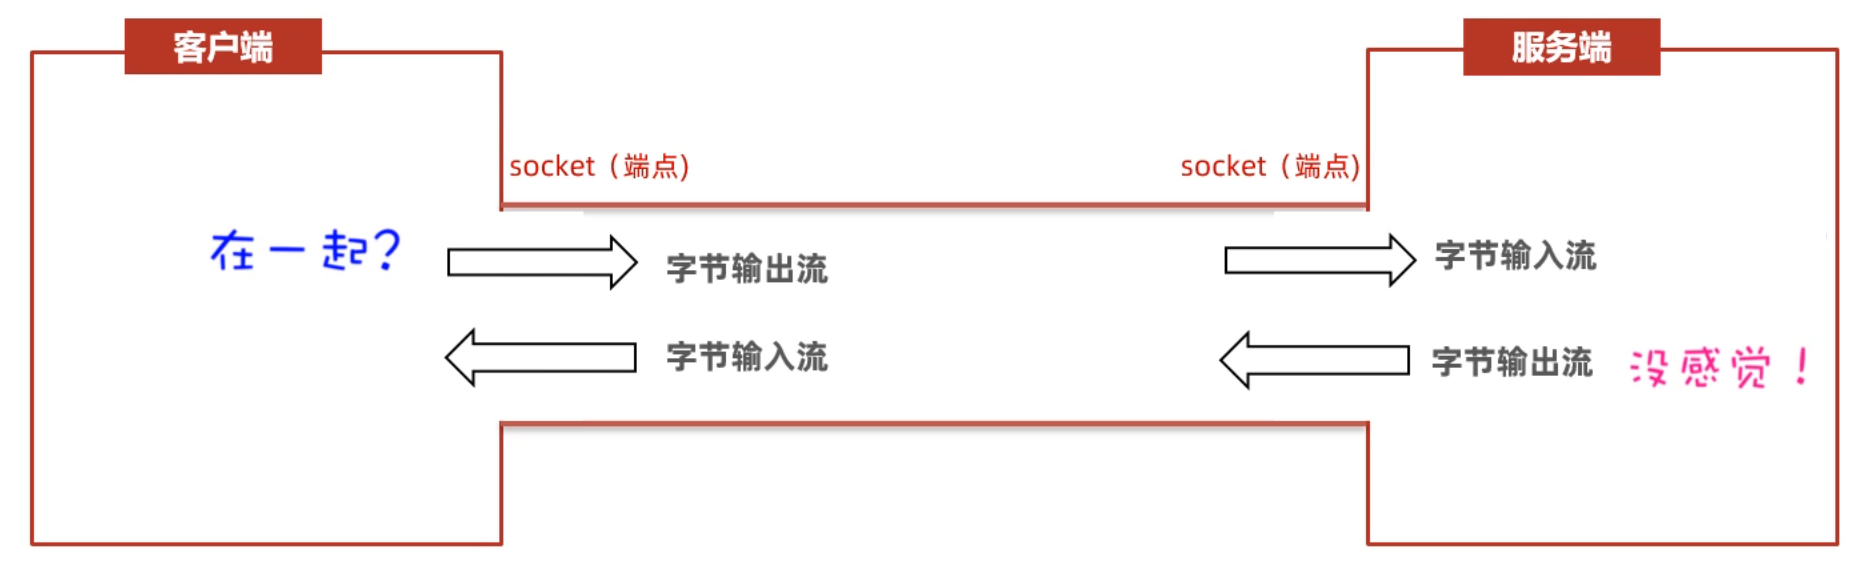 客户端
服务端
socket（端点)
socket（端点)
在一起?
字节输出流
字节输入流
字节输入流
字节输出流
没感觉！